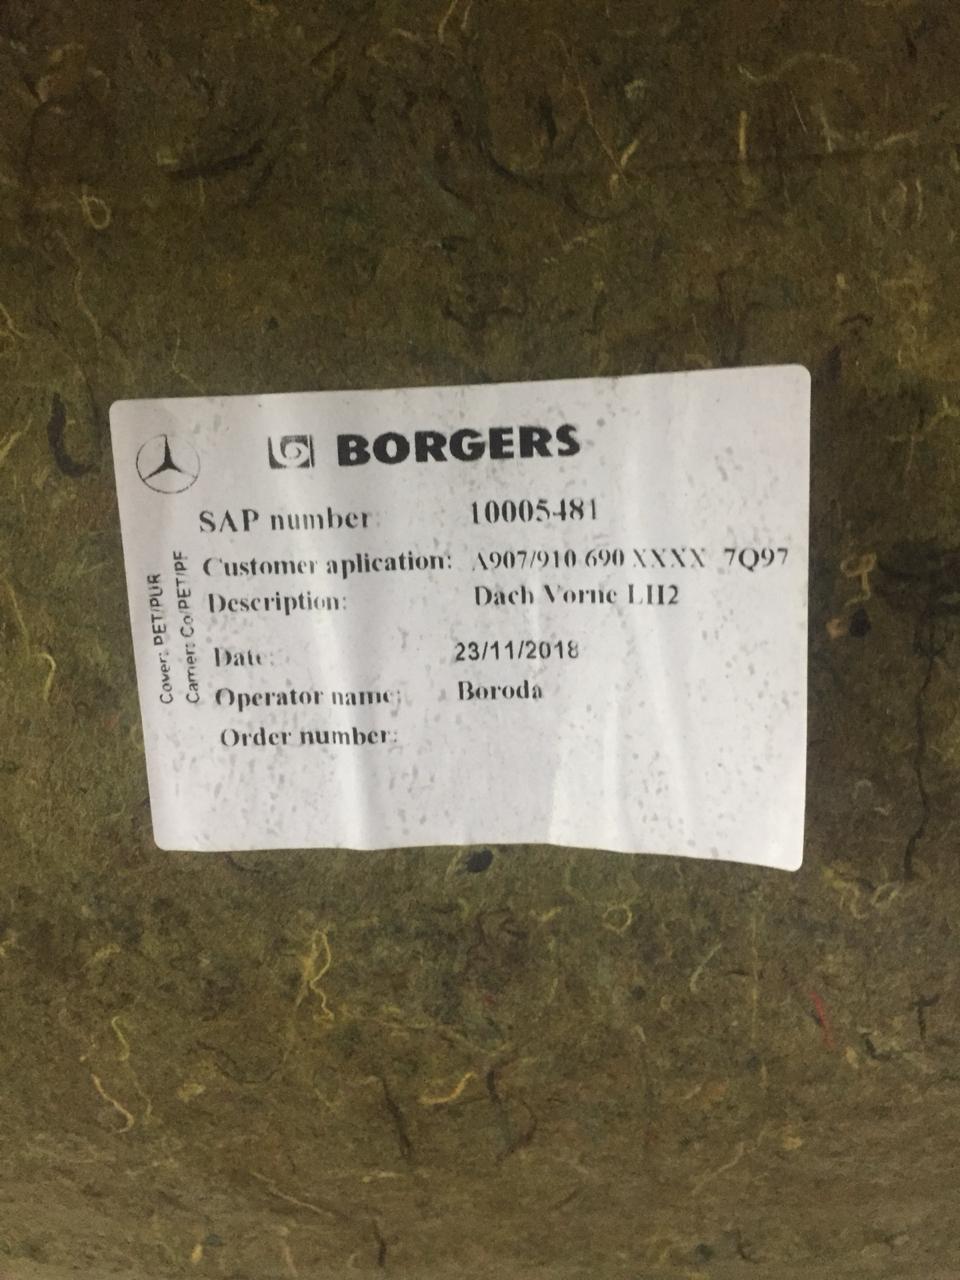 BORGERS
SAP number: 10005481
Customer aplication: A907/910 690 XXXX 7Q97
Description: Dach Vorne LH2
Date: 23/11/2018
Operator name: Boroda
Order number:
Cover: PET/PUR
Carrier: Co/PET/PF